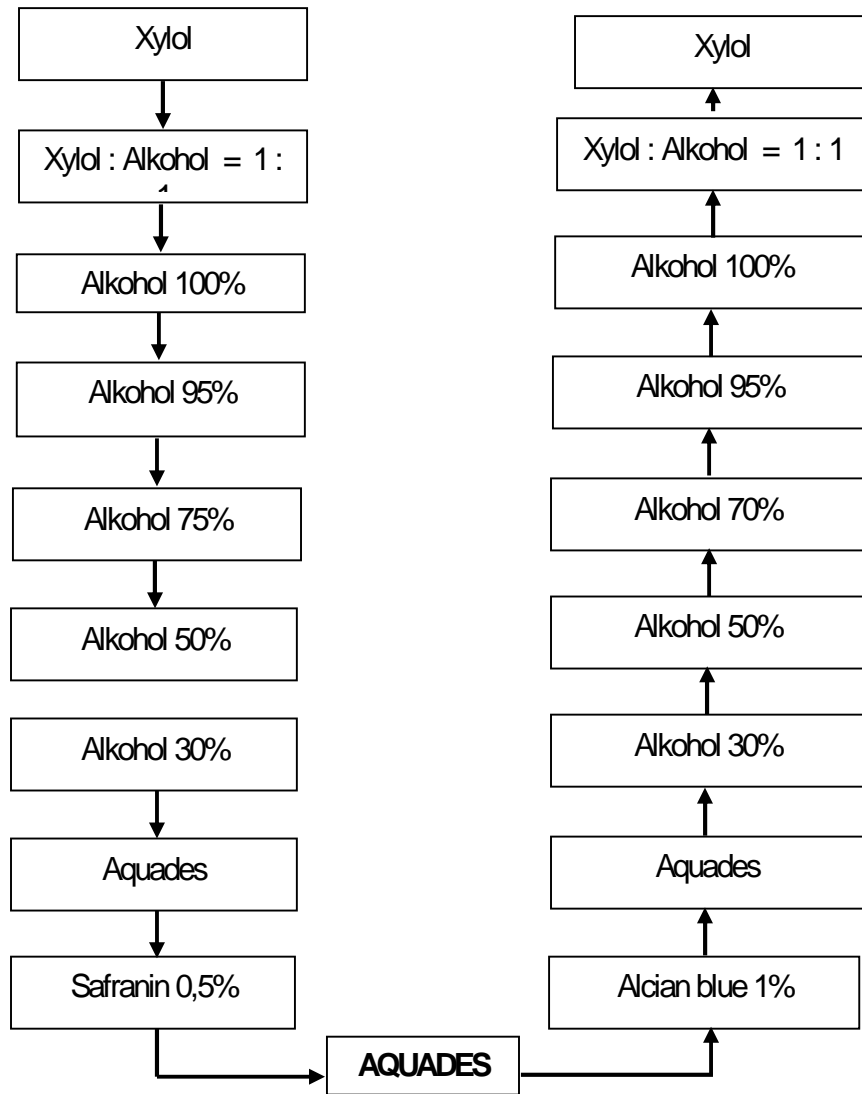 Xylol
Xylol : Alkohol = 1 :
Alkohol 100%
Alkohol 95%
Alkohol 75%
Alkohol 50%
Alkohol 30%
Aquades
Safranin 0,5%
AQUADES
Alcian blue 1%
Aquades
Alkohol 30%
Alkohol 50%
Alkohol 70%
Alkohol 95%
Alkohol 100%
Xylol : Alkohol = 1 : 1
Xylol